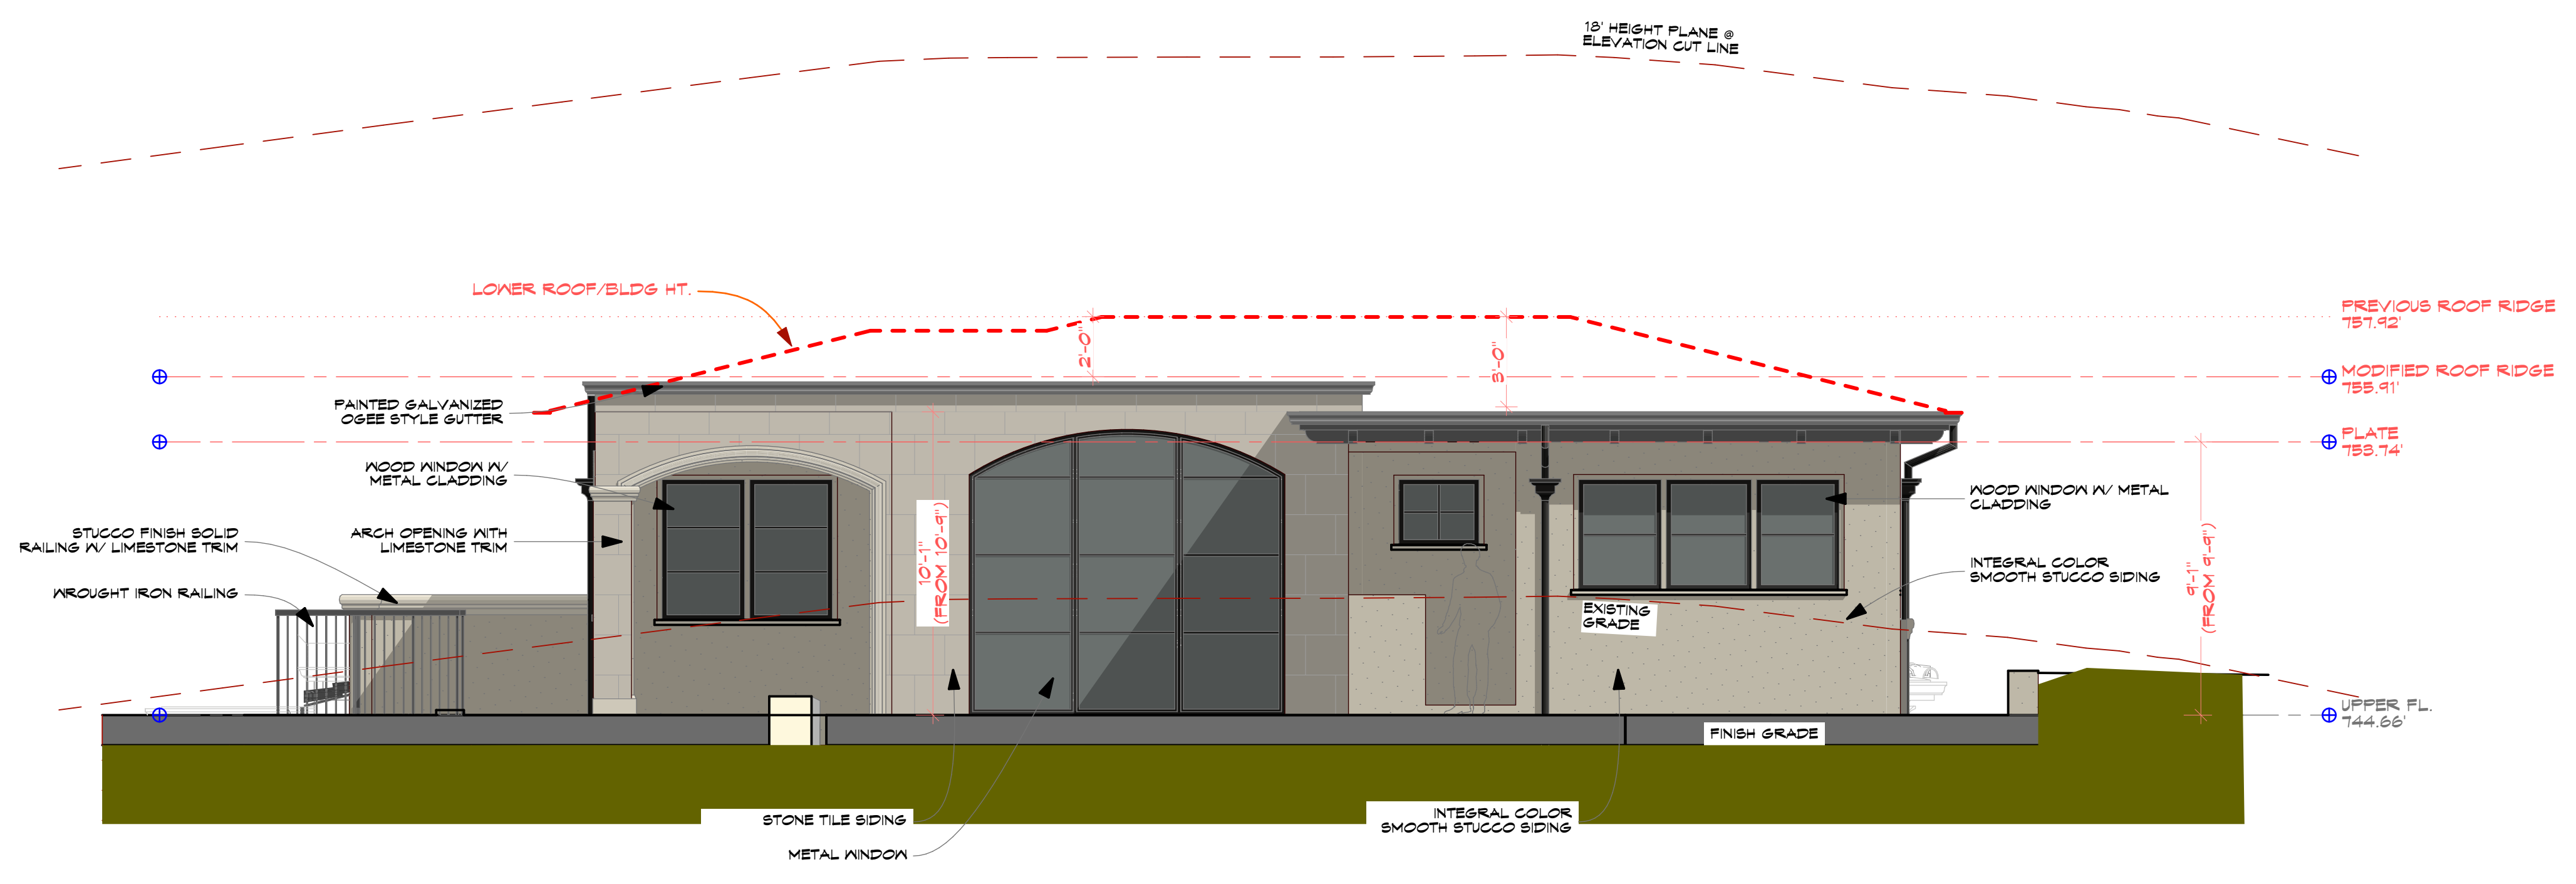 18' HEIGHT PLANE @
ELEVATION CUT LINE
LOWER ROOF/BLDG HT.
PREVIOUS ROOF RIDGE
757.92'
2'-0"
3'-0"
MODIFIED ROOF RIDGE
755.91'
PAINTED GALVANIZED
OGEE STYLE GUTTER
PLATE
753.74'
WOOD WINDOW W/
METAL CLADDING
WOOD WINDOW W/ METAL
CLADDING
STUCCO FINISH SOLID
RAILING W/ LIMESTONE TRIM
ARCH OPENING WITH
LIMESTONE TRIM
10'-1"
(FROM 10'-9")
9'-1"
(FROM 9'-9")
INTEGRAL COLOR
SMOOTH STUCCO SIDING
WROUGHT IRON RAILING
EXISTING
GRADE
UPPER FL.
744.66'
FINISH GRADE
STONE TILE SIDING
INTEGRAL COLOR
SMOOTH STUCCO SIDING
METAL WINDOW